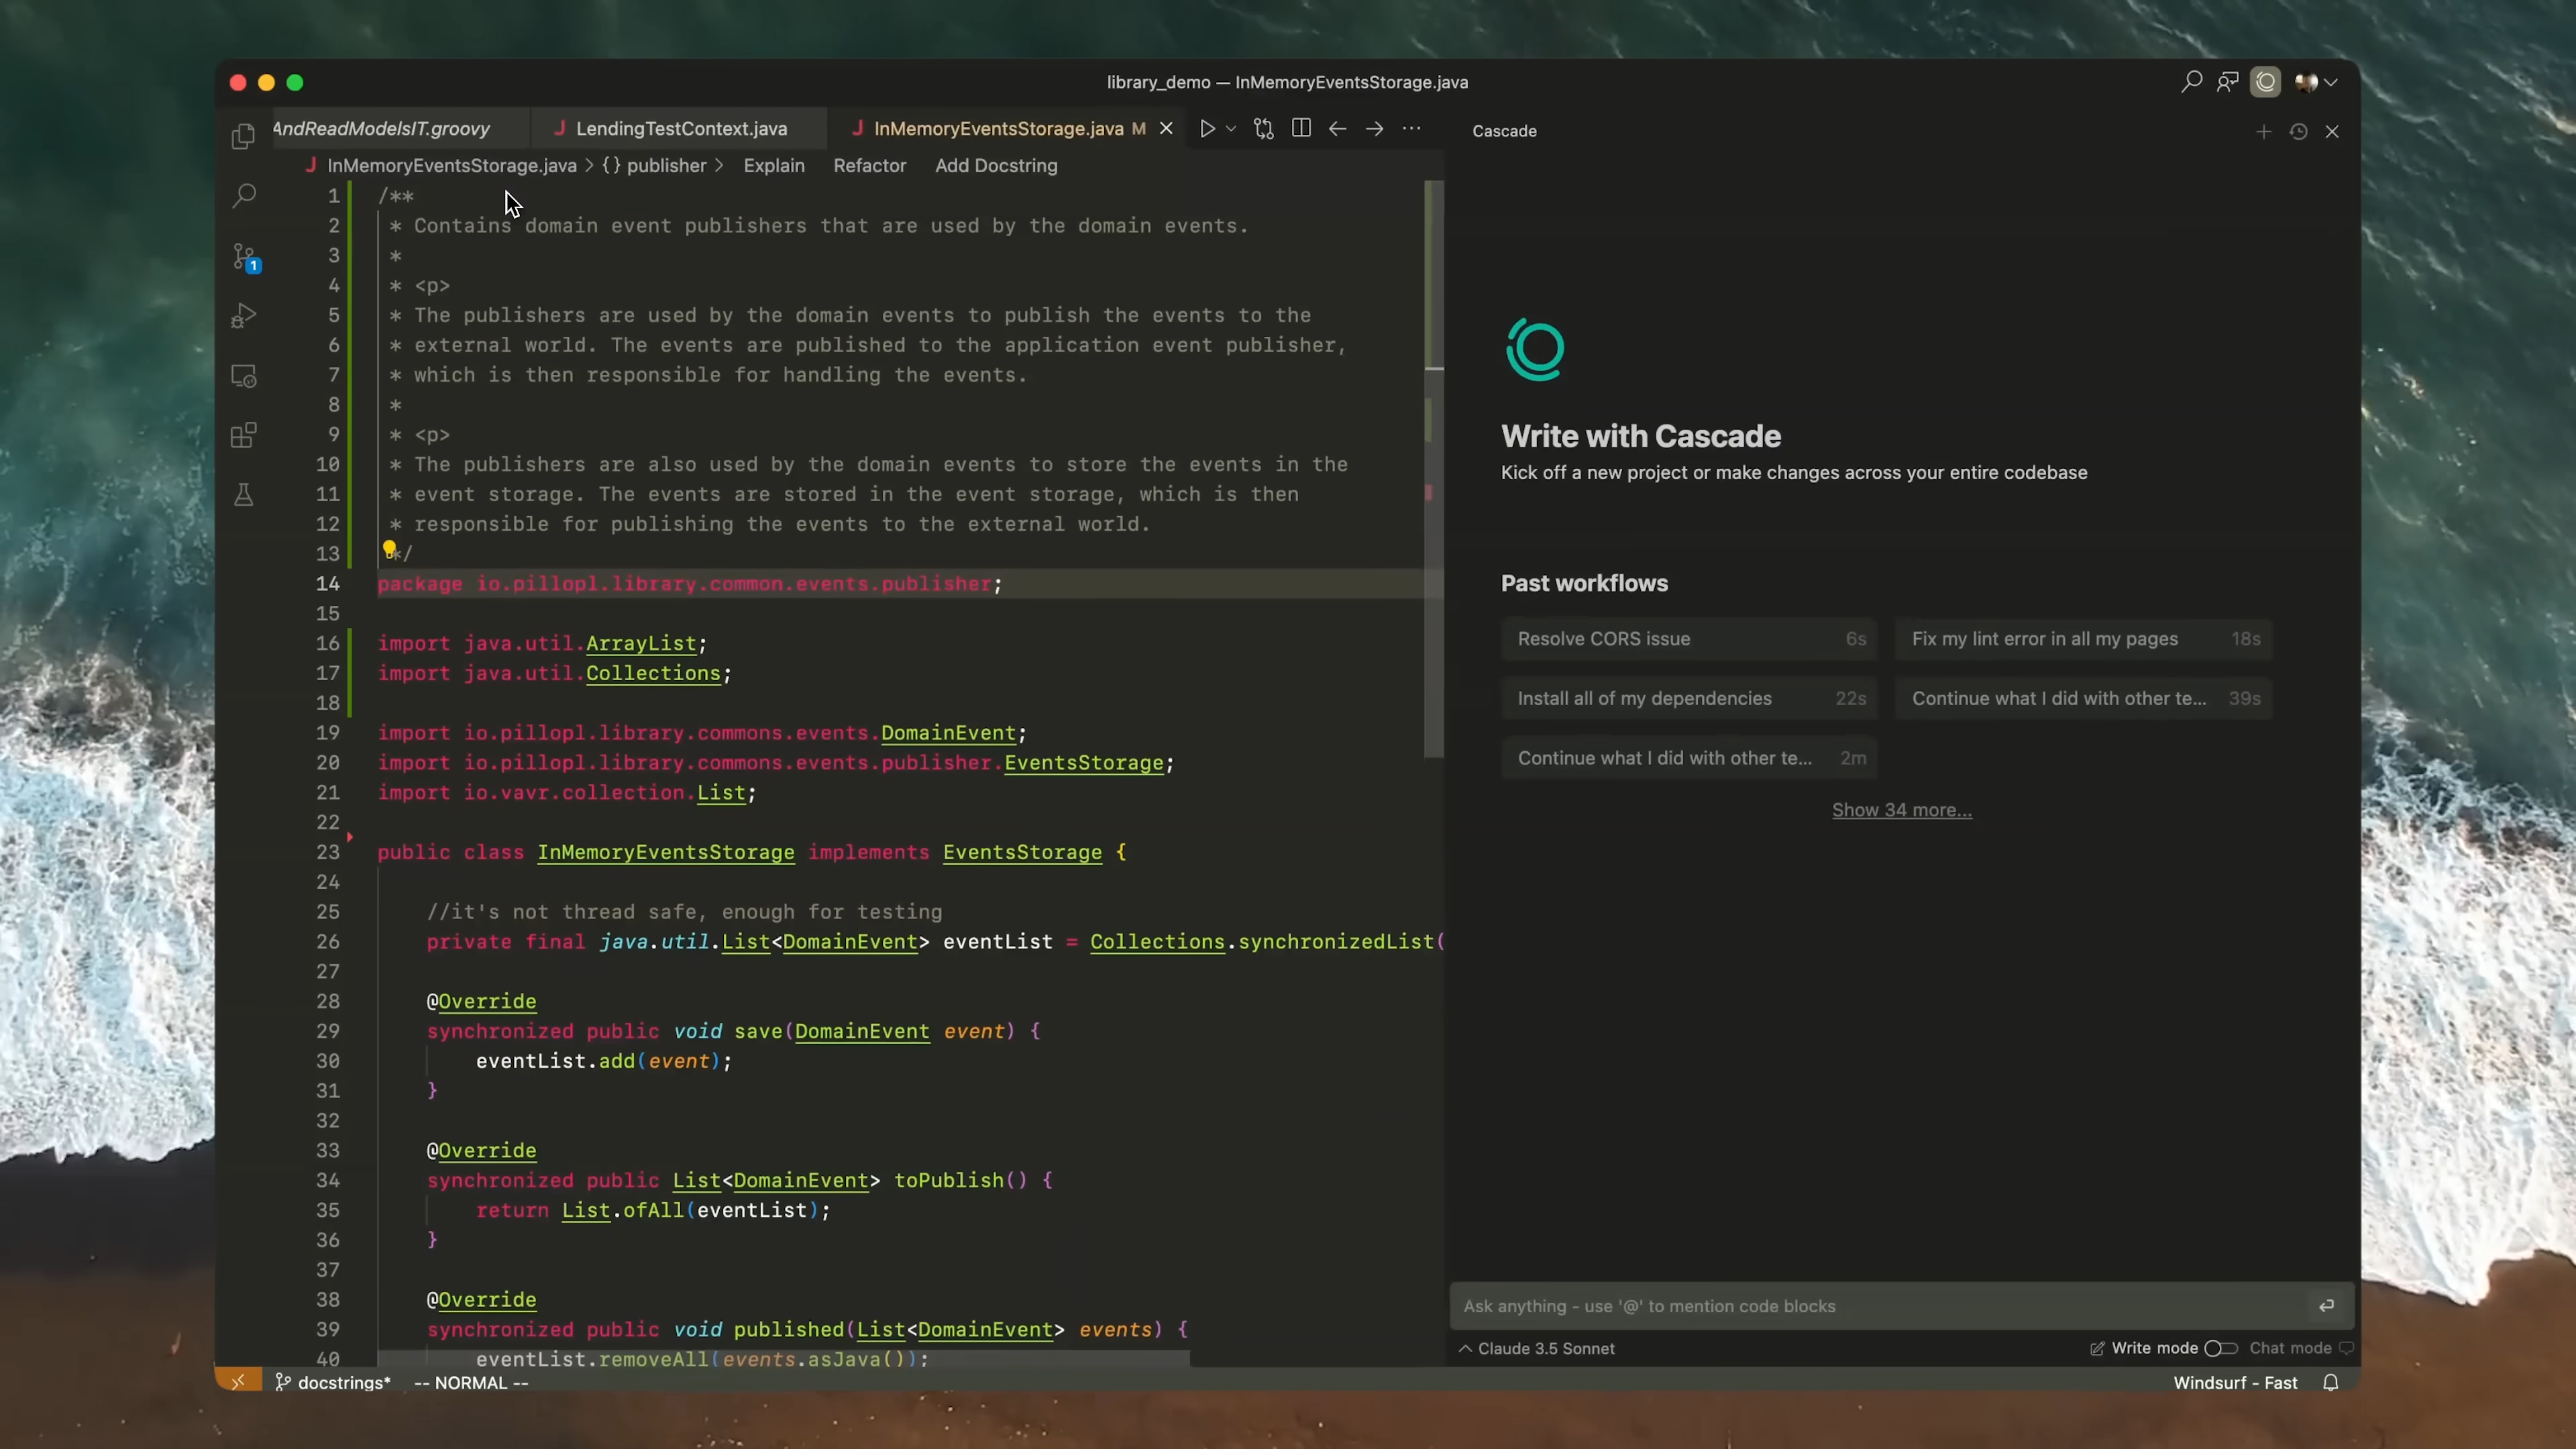 library_demo — InMemoryEventsStorage.java
AndReadModelsIT.groovy
J LendingTestContext.java
J InMemoryEventsStorage.java M
Cascade
J InMemoryEventsStorage.java > {} publisher > Explain Refactor Add Docstring
1 /**
2 * Contains domain event publishers that are used by the domain events.
3 *
4 * <p>
5 * The publishers are used by the domain events to publish the events to the
6 * external world. The events are published to the application event publisher,
7 * which is then responsible for handling the events.
8 *
9 * <p>
10 * The publishers are also used by the domain events to store the events in the
11 * event storage. The events are stored in the event storage, which is then
12 * responsible for publishing the events to the external world.
13 */
14 package io.pillopl.library.common.events.publisher;
15
16 import java.util.ArrayList;
17 import java.util.Collections;
18
19 import io.pillopl.library.commons.events.DomainEvent;
20 import io.pillopl.library.commons.events.publisher.EventsStorage;
21 import io.vavr.collection.List;
22
23 public class InMemoryEventsStorage implements EventsStorage {
24
25 //it's not thread safe, enough for testing
26 private final java.util.List<DomainEvent> eventList = Collections.synchronizedList(
27
28 @Override
29 synchronized public void save(DomainEvent event) {
30 eventList.add(event);
31 }
32
33 @Override
34 synchronized public List<DomainEvent> toPublish() {
35 return List.ofAll(eventList);
36 }
37
38 @Override
39 synchronized public void published(List<DomainEvent> events) {
40 eventList.removeAll(events.asJava());
1
Write with Cascade
Kick off a new project or make changes across your entire codebase
Past workflows
Resolve CORS issue 6s
Fix my lint error in all my pages 18s
Install all of my dependencies 22s
Continue what I did with other te... 39s
Continue what I did with other te... 2m
Show 34 more...
Ask anything - use '@' to mention code blocks
Claude 3.5 Sonnet
Write mode
Chat mode
docstrings* -- NORMAL --
Windsurf - Fast